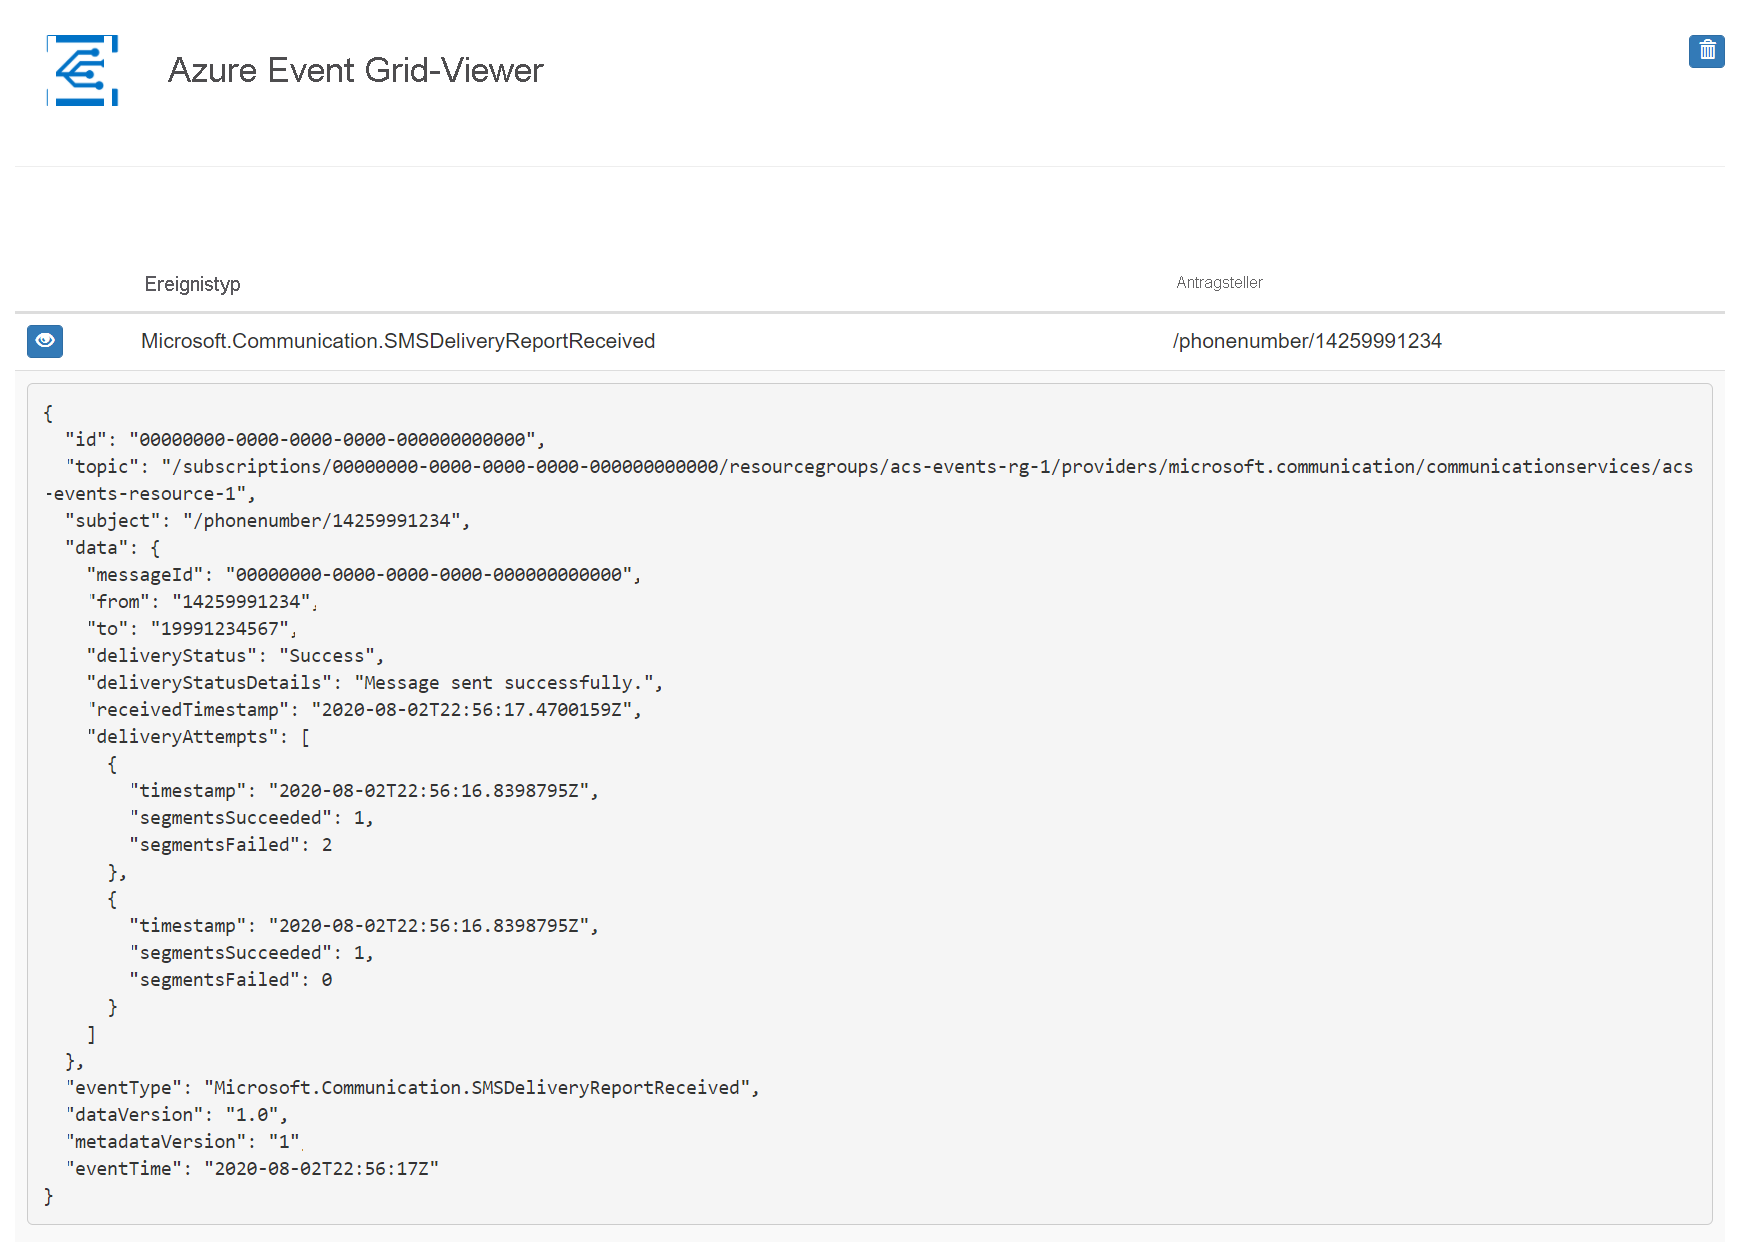 Azure Event Grid-Viewer
Ereignistyp Antragsteller
Microsoft.Communication.SMSDeliveryReportReceived /phonenumber/14259991234
{
"id": "00000000-0000-0000-0000-000000000000",
"topic": "/subscriptions/00000000-0000-0000-0000-000000000000/resourcegroups/acs-events-rg-1/providers/microsoft.communication/communicationservices/acs
-events-resource-1",
"subject": "/phonenumber/14259991234",
"data": {
"messageId": "00000000-0000-0000-0000-000000000000",
"from": "14259991234",
"to": "19991234567",
"deliveryStatus": "Success",
"deliveryStatusDetails": "Message sent successfully.",
"receivedTimestamp": "2020-08-02T22:56:17.4700159Z",
"deliveryAttempts": [
{
"timestamp": "2020-08-02T22:56:16.8398795Z",
"segmentsSucceeded": 1,
"segmentsFailed": 2
},
{
"timestamp": "2020-08-02T22:56:16.8398795Z",
"segmentsSucceeded": 1,
"segmentsFailed": 0
}
]
},
"eventType": "Microsoft.Communication.SMSDeliveryReportReceived",
"dataVersion": "1.0",
"metadataVersion": "1",
"eventTime": "2020-08-02T22:56:17Z"
}